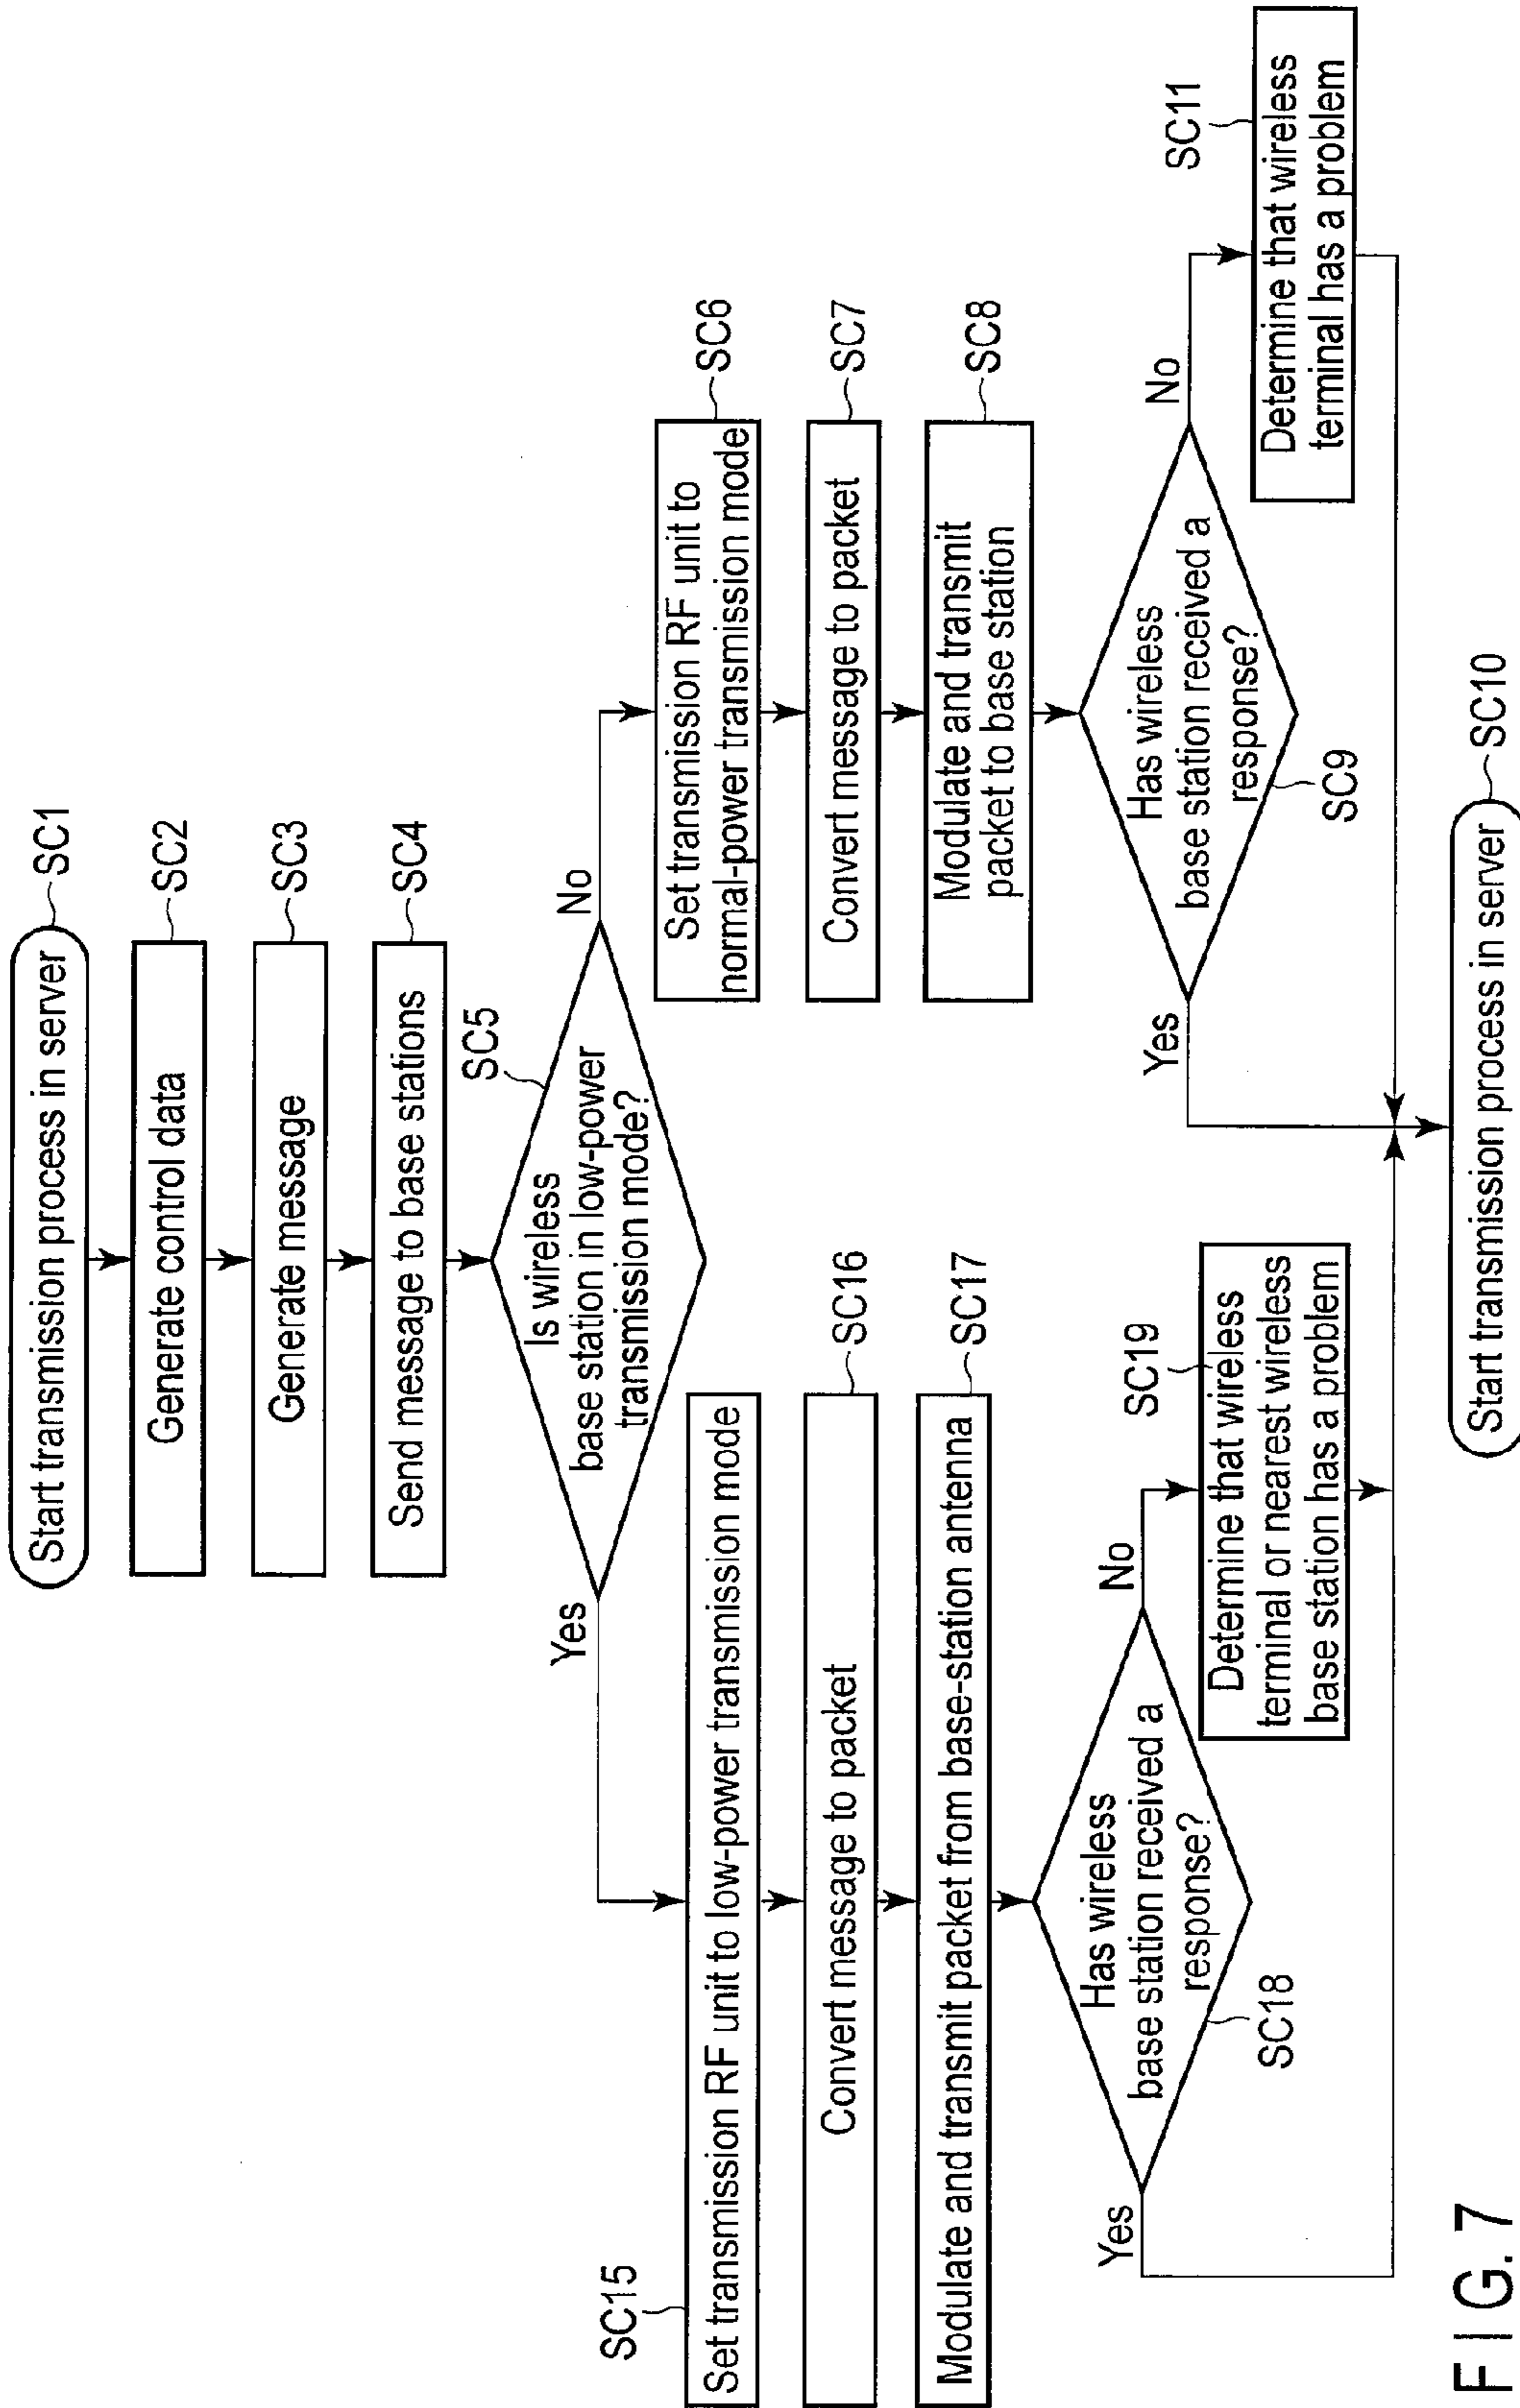 Start transmission process in server
SC1
Generate control data
SC2
Generate message
SC3
Send message to base stations
SC4
Is wireless
base station in low-power
transmission mode?
SC5
Yes
No
SC15
Set transmission RF unit to low-power transmission mode
Convert message to packet
SC16
Modulate and transmit packet from base-station antenna
SC17
Has wireless
base station received a
response?
SC18
Yes
No
SC19
Determine that wireless
terminal or nearest wireless
base station has a problem
Set transmission RF unit to
normal-power transmission mode
SC6
Convert message to packet
SC7
Modulate and transmit
packet to base station
SC8
Has wireless
base station received a
response?
SC9
Yes
No
SC11
Determine that wireless
terminal has a problem
Start transmission process in server
SC10
FIG. 7